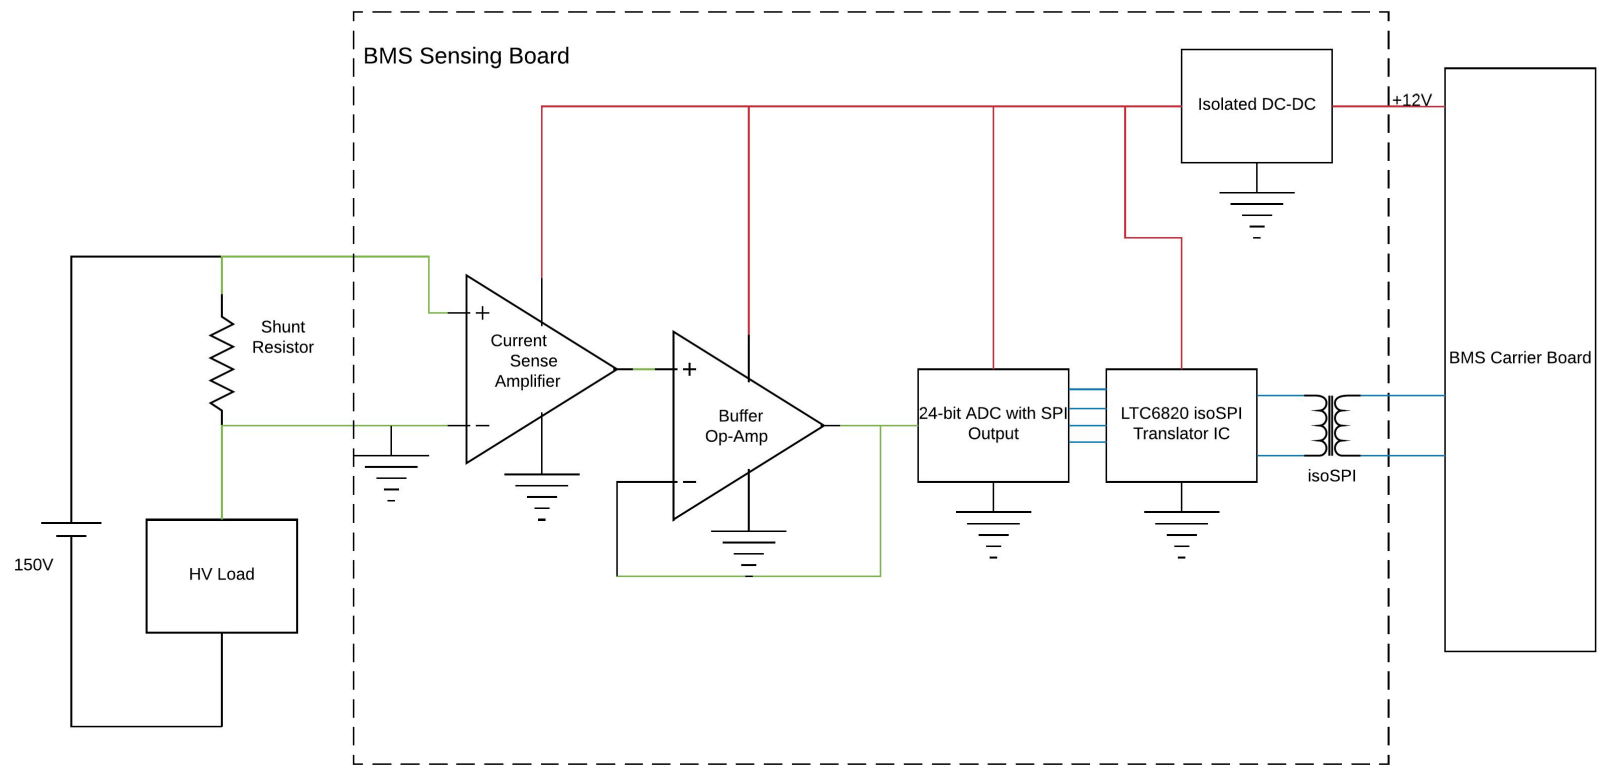 BMS Sensing Board
Isolated DC-DC
+12V
Shunt
Resistor
+
Current
Sense
Amplifier
−
+
Buffer
Op-Amp
−
24-bit ADC with SPI
Output
LTC6820 isoSPI
Translator IC
isoSPI
BMS Carrier Board
150V
HV Load